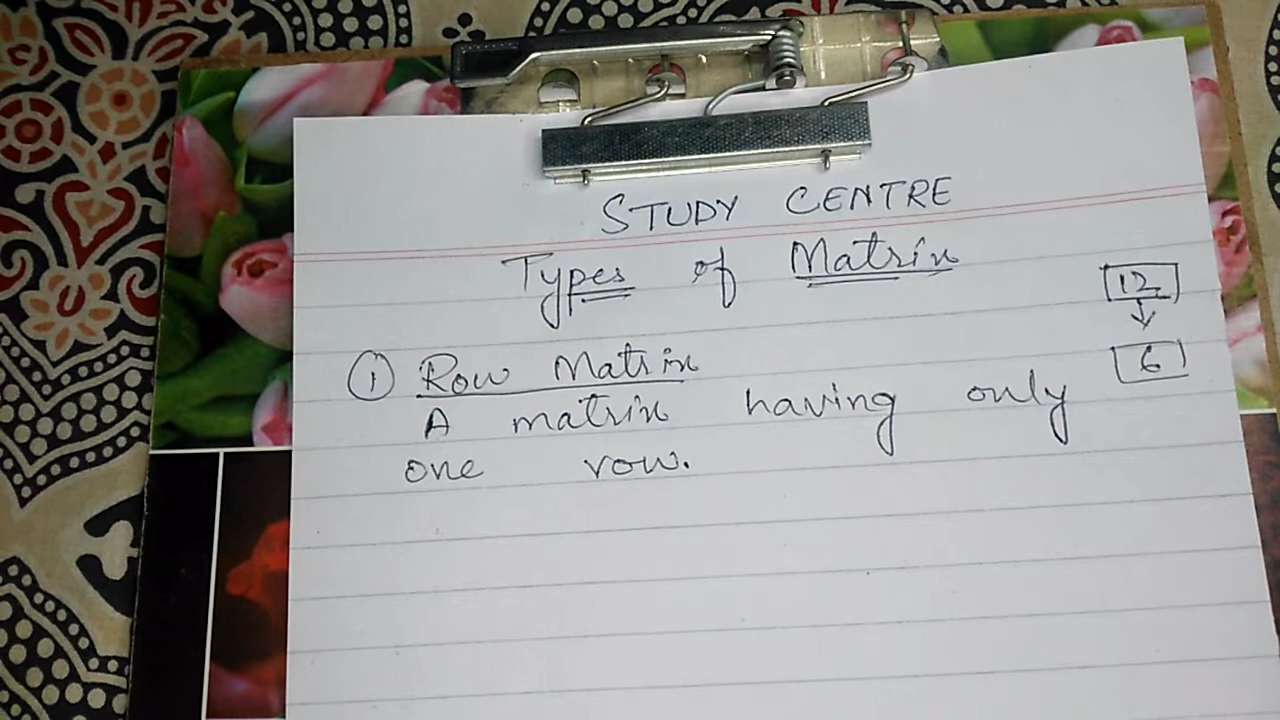 STUDY CENTRE
Types of Matrix
12
6
① Row Matrix
A matrix having only
one row.